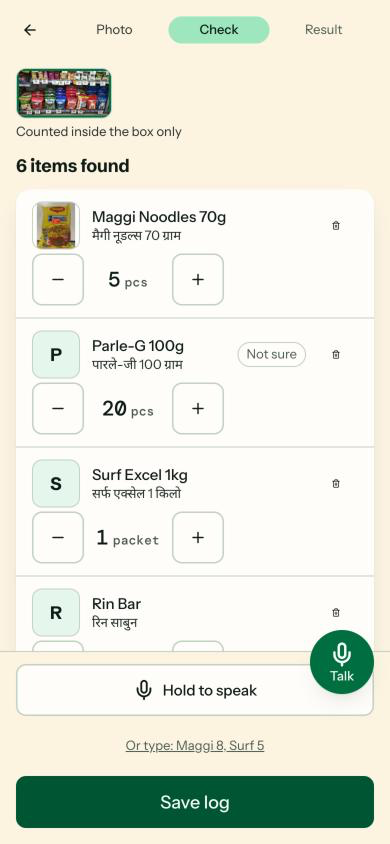 Photo
Check
Result
Counted inside the box only
6 items found
Maggi Noodles 70g
मैगी नूडल्स 70 ग्राम
5 pcs
P
Parle-G 100g
पारले-जी 100 ग्राम
Not sure
20 pcs
S
Surf Excel 1kg
सर्फ एक्सेल 1 किलो
1 packet
R
Rin Bar
रिन साबुन
Talk
Hold to speak
Or type: Maggi 8, Surf 5
Save log